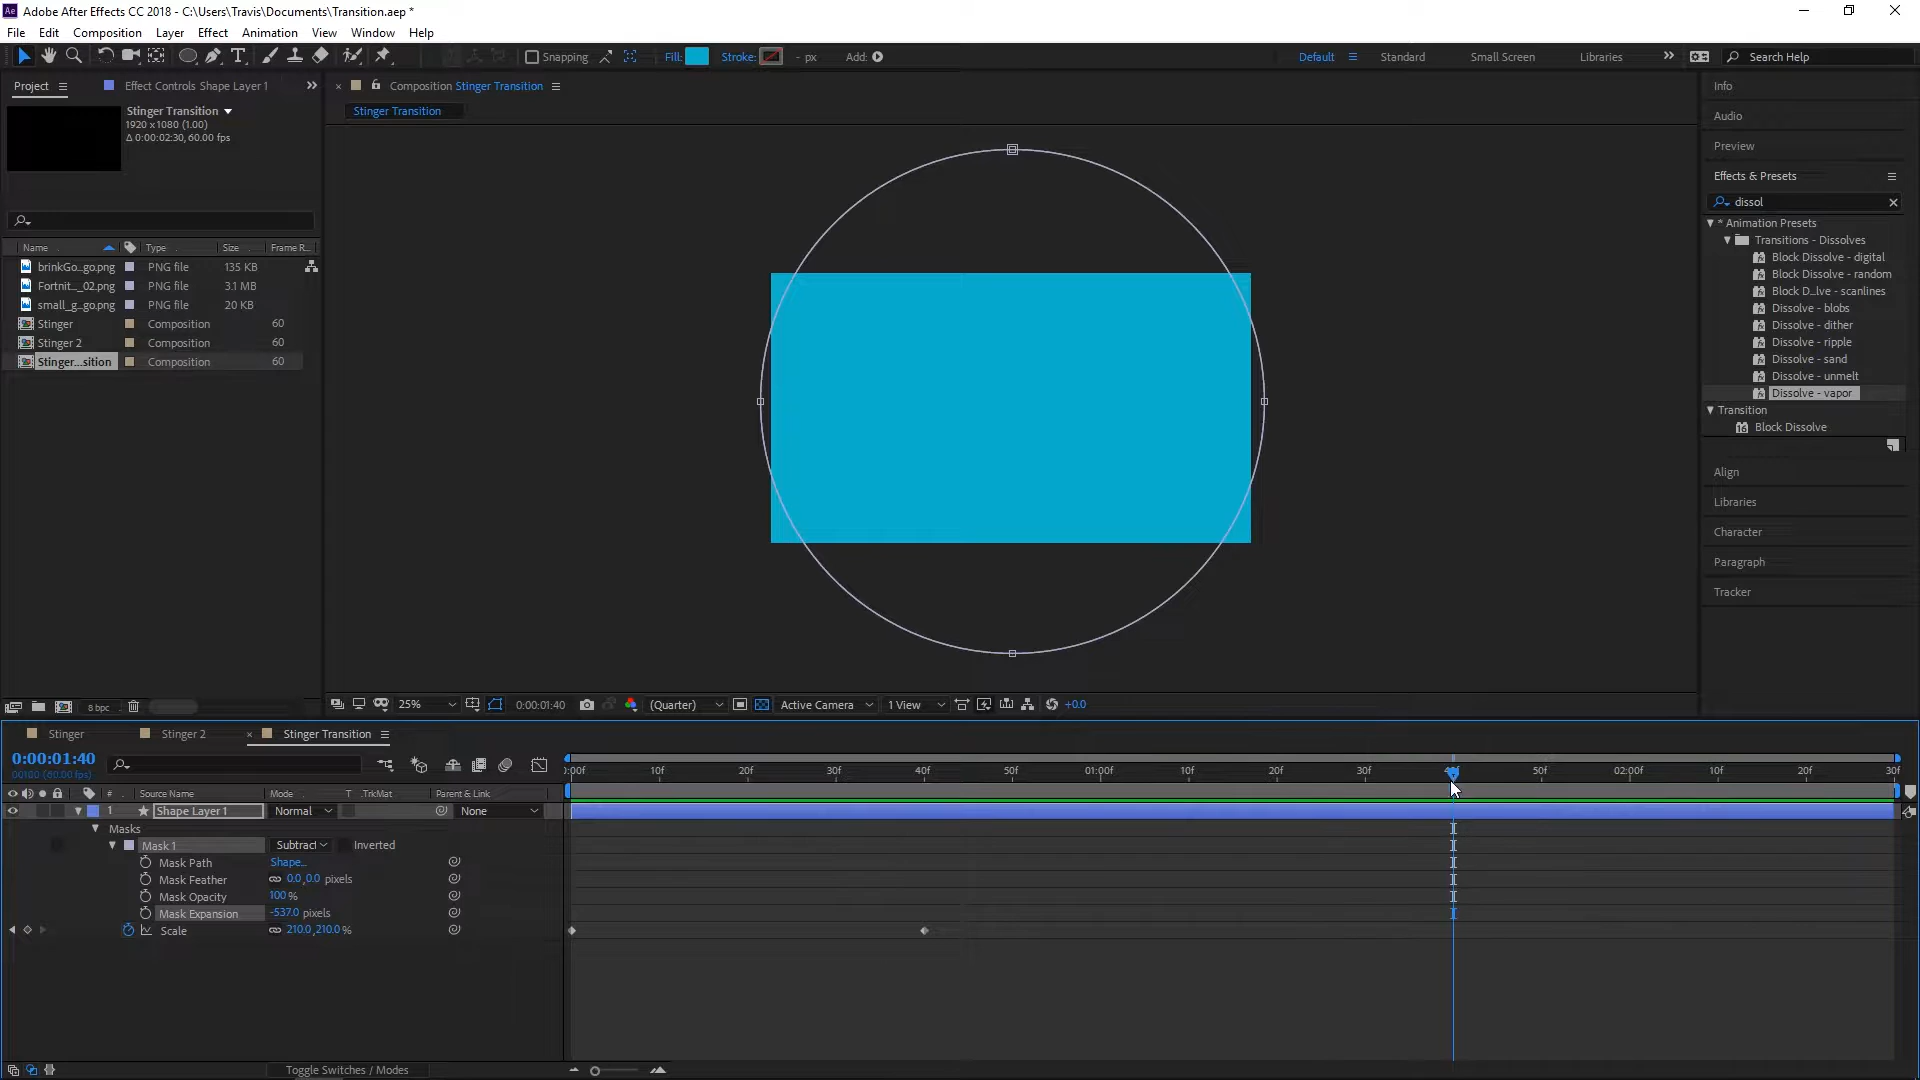 Adobe After Effects CC 2018 - C:\Users\Travis\Documents\Transition.aep *
File Edit Composition Layer Effect Animation View Window Help
Snapping Fill: Stroke: - px Add: Default Standard Small Screen Libraries Search Help
Project Effect Controls Shape Layer 1 Composition Stinger Transition Info
Stinger Transition
1920 x1080 (1.00)
Δ 0:00:02:30, 60.00 fps
Stinger Transition
Audio
Preview
Effects & Presets
dissol
* Animation Presets
Transitions - Dissolves
Block Dissolve - digital
Block Dissolve - random
Block D...lve - scanlines
Dissolve - blobs
Dissolve - dither
Dissolve - ripple
Dissolve - sand
Dissolve - unmelt
Dissolve - vapor
Transition
Block Dissolve
Align
Libraries
Character
Paragraph
Tracker
Name Type Size Frame R...
brinkGo...go.png PNG file 135 KB
Fortnit..._02.png PNG file 3.1 MB
small_g...go.png PNG file 20 KB
Stinger Composition 60
Stinger 2 Composition 60
Stinger...sition Composition 60
8 bpc 25% 0:00:01:40 (Quarter) Active Camera 1 View +0.0
Stinger Stinger 2 Stinger Transition
0:00:01:40
00100 (60.00 fps)
0:00f 10f 20f 30f 40f 50f 01:00f 10f 20f 30f 50f 02:00f 10f 20f 30f
# Source Name Mode T .TrkMat Parent & Link
1 Shape Layer 1 Normal None
Masks
Mask 1 Subtract Inverted
Mask Path Shape...
Mask Feather 0.0,0.0 pixels
Mask Opacity 100%
Mask Expansion -537.0 pixels
Scale 210.0,210.0%
Toggle Switches / Modes